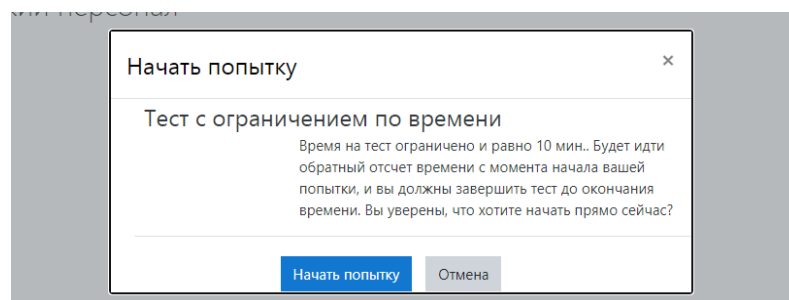 персонал
Начать попытку ×
Тест с ограничением по времени
Время на тест ограничено и равно 10 мин.. Будет идти
обратный отсчет времени с момента начала вашей
попытки, и вы должны завершить тест до окончания
времени. Вы уверены, что хотите начать прямо сейчас?
Начать попытку Отмена